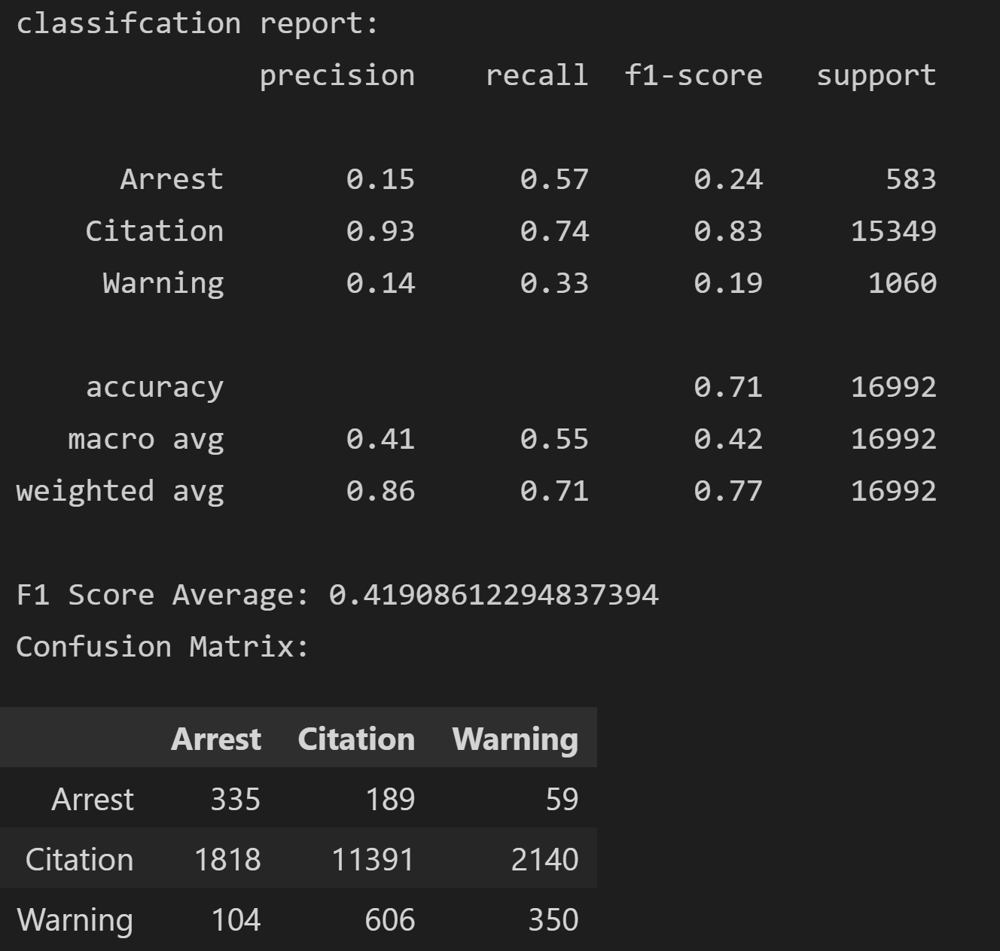 classifcation report:
precision recall f1-score support
Arrest 0.15 0.57 0.24 583
Citation 0.93 0.74 0.83 15349
Warning 0.14 0.33 0.19 1060
accuracy 0.71 16992
macro avg 0.41 0.55 0.42 16992
weighted avg 0.86 0.71 0.77 16992
F1 Score Average: 0.41908612294837394
Confusion Matrix:
Arrest Citation Warning
Arrest 335 189 59
Citation 1818 11391 2140
Warning 104 606 350